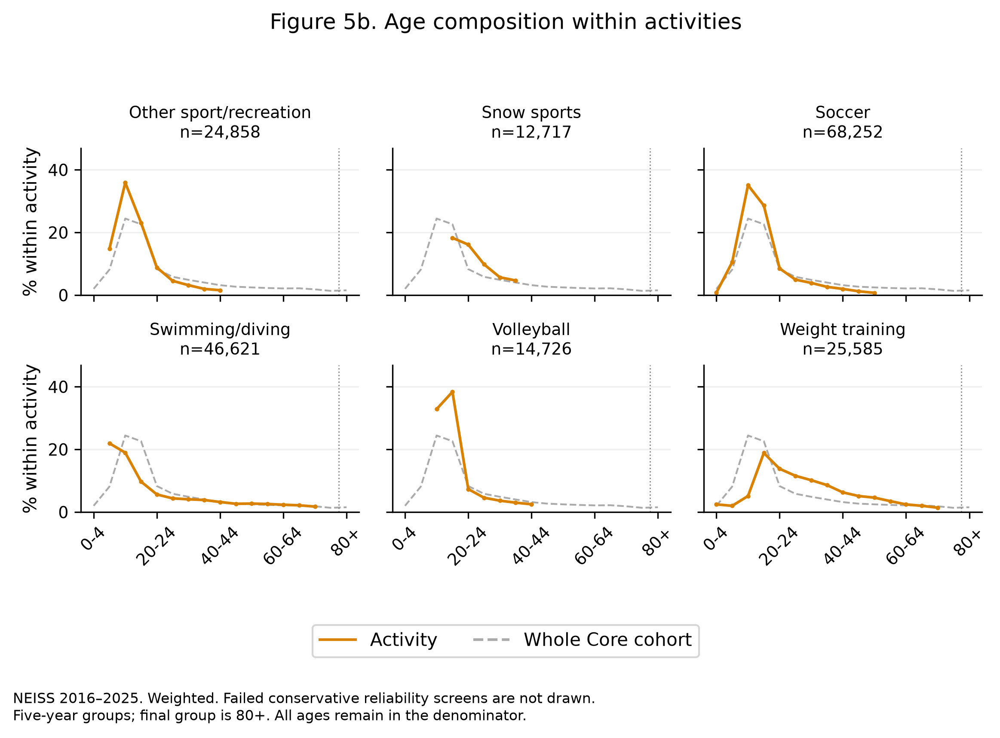 Figure 5b. Age composition within activities
Other sport/recreation
n=24,858
Snow sports
n=12,717
Soccer
n=68,252
% within activity
40
20
0
Swimming/diving
n=46,621
Volleyball
n=14,726
Weight training
n=25,585
% within activity
40
20
0
0-4
20-24
40-44
60-64
80+
0-4
20-24
40-44
60-64
80+
0-4
20-24
40-44
60-64
80+
Activity
Whole Core cohort
NEISS 2016–2025. Weighted. Failed conservative reliability screens are not drawn.
Five-year groups; final group is 80+. All ages remain in the denominator.